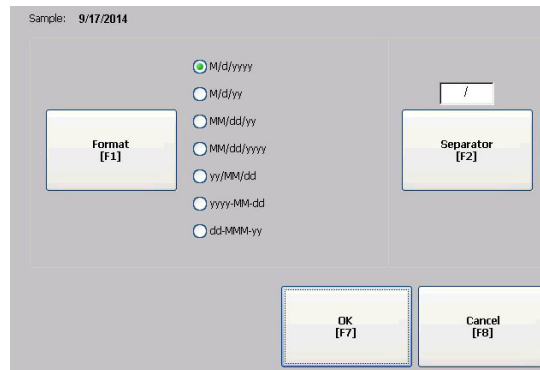 Sample: 9/17/2014
M/d/yyyy
M/d/yy
MM/dd/yy
MM/dd/yyyy
yy/MM/dd
yyyy-MM-dd
dd-MMM-yy
Format
[F1]
/
Separator
[F2]
OK
[F7]
Cancel
[F8]